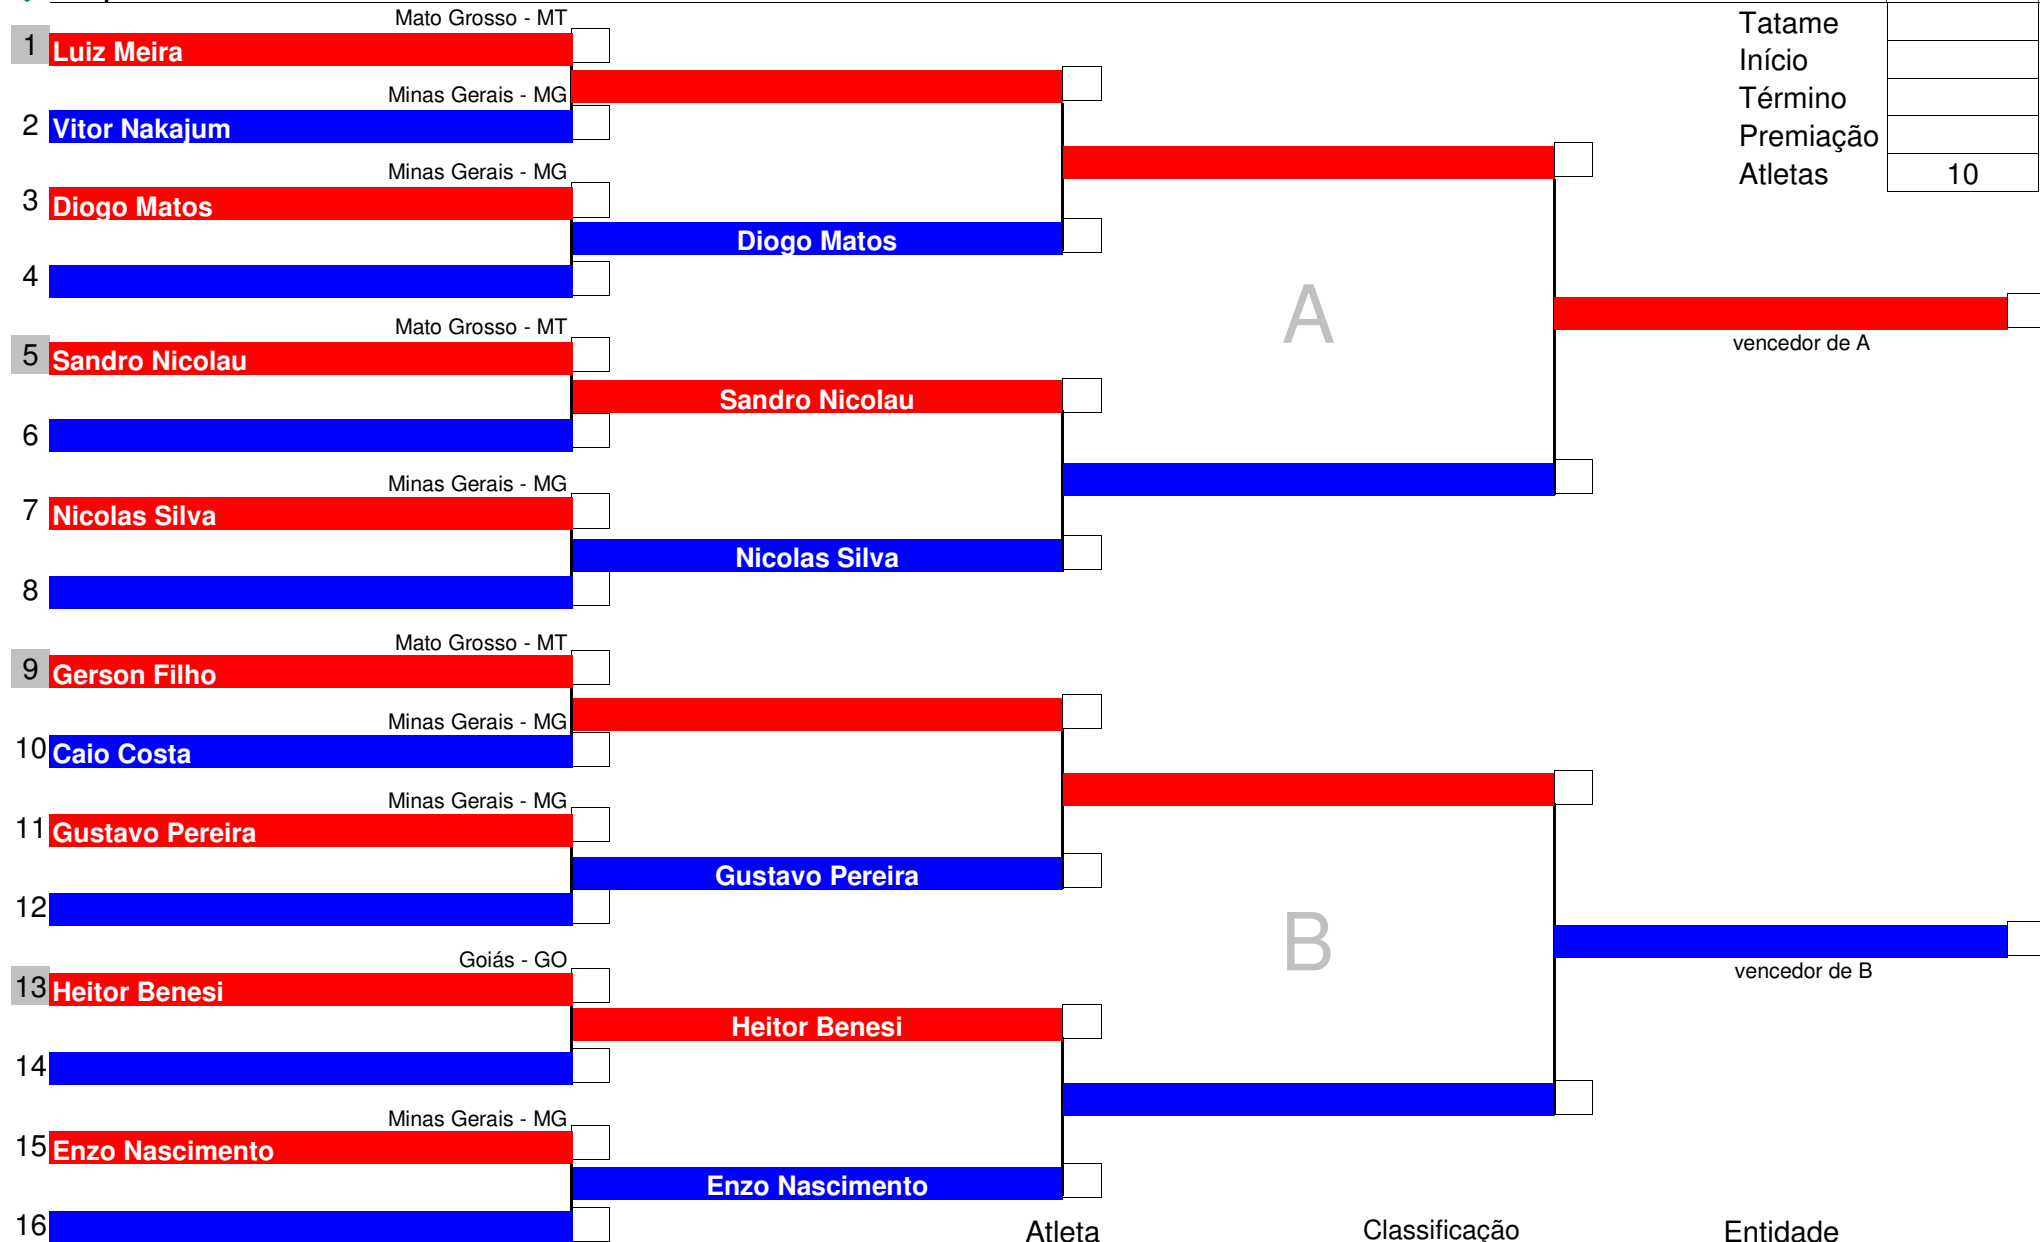 Mato Grosso - MT
1 Luiz Meira
Minas Gerais - MG
2 Vitor Nakajum
Minas Gerais - MG
3 Diogo Matos
Diogo Matos
4
Mato Grosso - MT
5 Sandro Nicolau
Sandro Nicolau
6
Minas Gerais - MG
7 Nicolas Silva
Nicolas Silva
8
Mato Grosso - MT
9 Gerson Filho
Minas Gerais - MG
10 Caio Costa
Minas Gerais - MG
11 Gustavo Pereira
Gustavo Pereira
12
Goiás - GO
13 Heitor Benesi
Heitor Benesi
14
Minas Gerais - MG
15 Enzo Nascimento
Enzo Nascimento
16
A
B
vencedor de A
vencedor de B
Tatame
Início
Término
Premiação
Atletas 10
Atleta Classificação Entidade